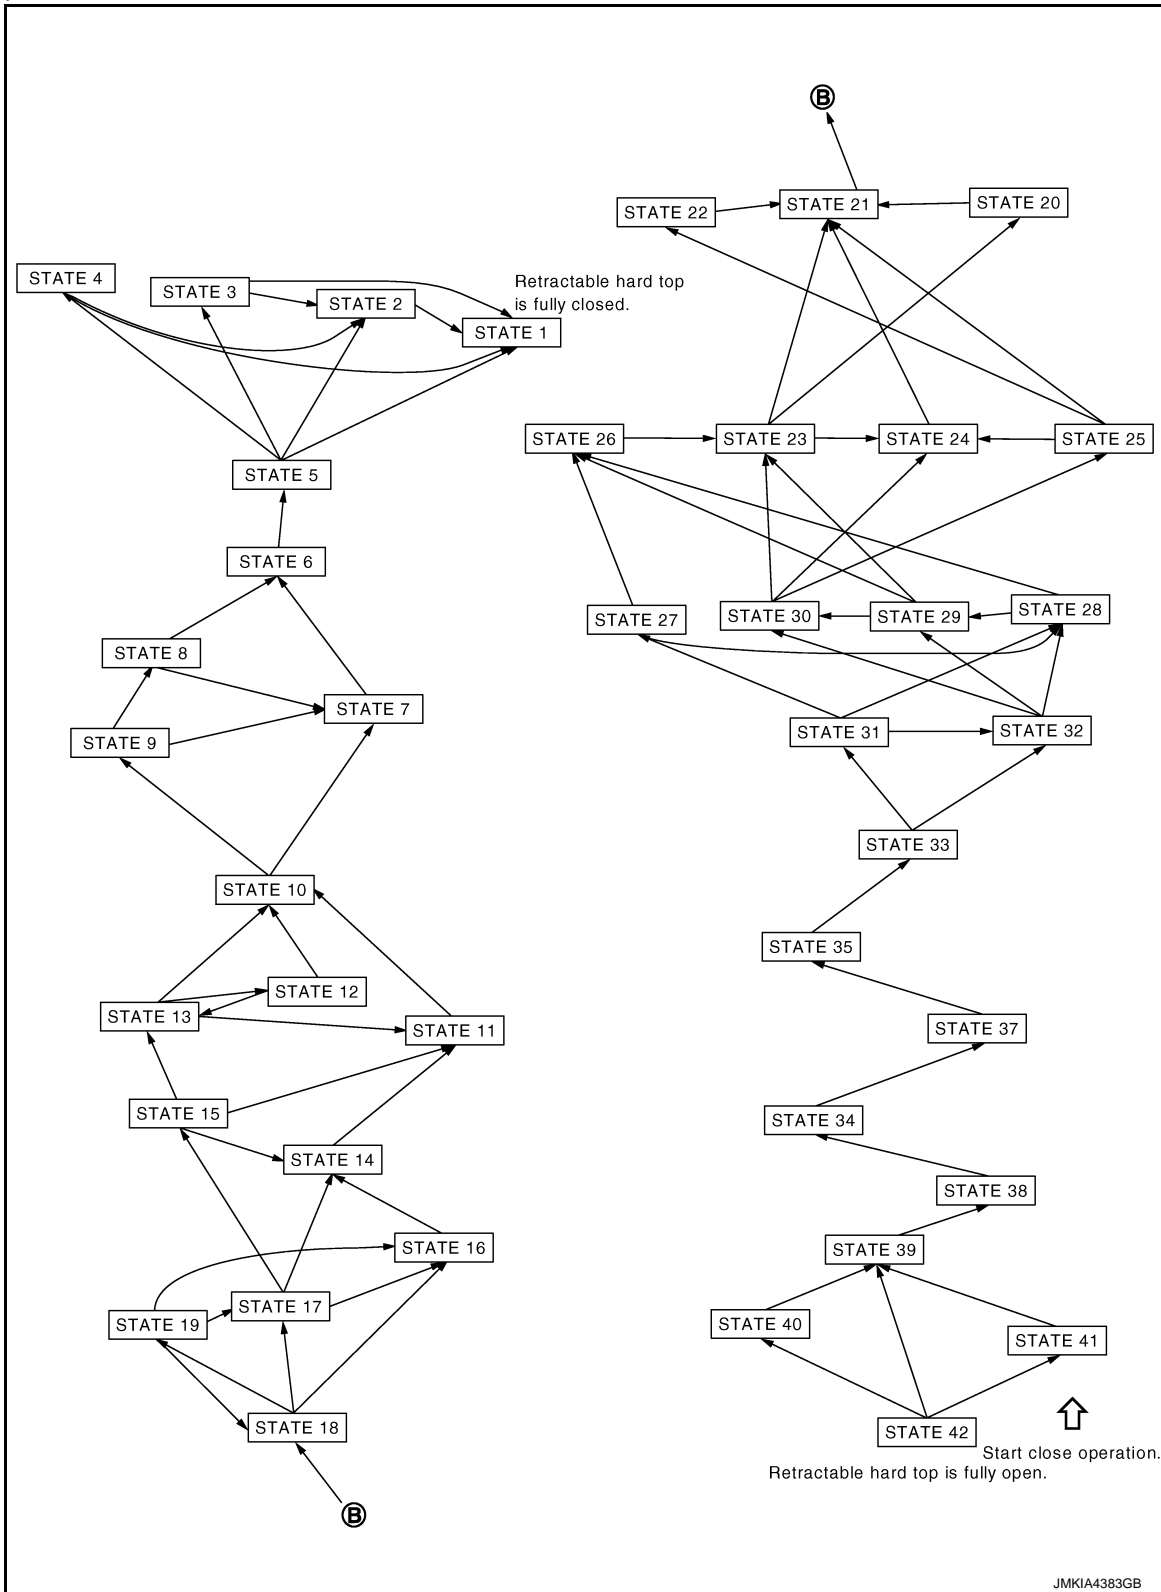 B
STATE 22
STATE 21
STATE 20
STATE 4
STATE 3
STATE 2
Retractable hard top
is fully closed.
STATE 1
STATE 26
STATE 23
STATE 24
STATE 25
STATE 5
STATE 6
STATE 27
STATE 30
STATE 29
STATE 28
STATE 8
STATE 7
STATE 9
STATE 31
STATE 32
STATE 33
STATE 10
STATE 35
STATE 12
STATE 13
STATE 11
STATE 37
STATE 15
STATE 34
STATE 14
STATE 38
STATE 16
STATE 39
STATE 17
STATE 19
STATE 40
STATE 41
STATE 18
STATE 42
Start close operation.
Retractable hard top is fully open.
B
JMKIA4383GB